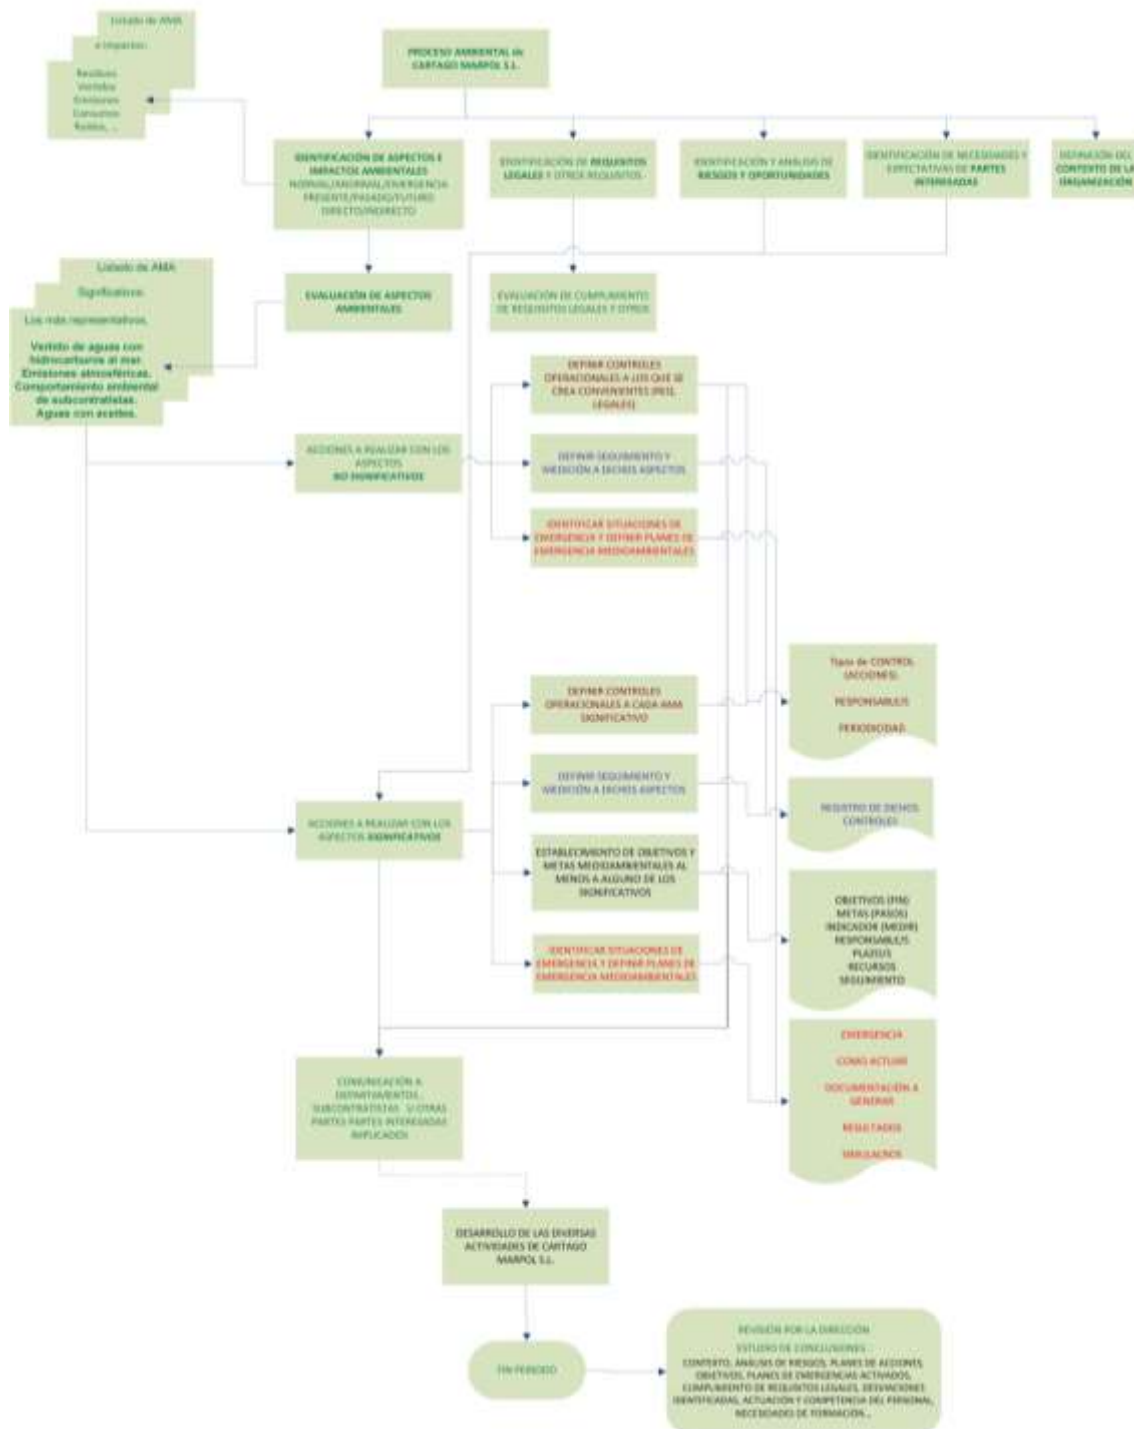 Listado de AMA
e impactos:
Residuos
Vertidos
Emisiones
Consumos
Ruidos, ...
PROCESO AMBIENTAL de
CARTAGO MARPOL S.L.
IDENTIFICACIÓN DE ASPECTOS E
IMPACTOS AMBIENTALES
NORMAL/ANORMAL/EMERGENCIA
PRESENTE/PASADO/FUTURO
DIRECTO/INDIRECTO
IDENTIFICACIÓN DE REQUISITOS
LEGALES Y OTROS REQUISITOS
IDENTIFICACIÓN Y ANÁLISIS DE
RIESGOS Y OPORTUNIDADES
IDENTIFICACIÓN DE NECESIDADES Y
EXPECTATIVAS DE PARTES
INTERESADAS
DEFINICIÓN DEL
CONTEXTO DE LA
ORGANIZACIÓN
Listado de AMA
Significativos
Los más representativos.
Vertido de aguas con
hidrocarburos al mar.
Emisiones atmosféricas.
Comportamiento ambiental
de subcontratistas.
Aguas con aceites.
EVALUACIÓN DE ASPECTOS
AMBIENTALES
EVALUACIÓN DE CUMPLIMIENTO
DE REQUISITOS LEGALES Y OTROS
DEFINIR CONTROLES
OPERACIONALES A LOS QUE SE
CREA CONVENIENTES (REQ.
LEGALES)
ACCIONES A REALIZAR CON LOS
ASPECTOS
NO SIGNIFICATIVOS
DEFINIR SEGUIMIENTO Y
MEDICIÓN A DICHOS ASPECTOS
IDENTIFICAR SITUACIONES DE
EMERGENCIA Y DEFINIR PLANES DE
EMERGENCIA MEDIOAMBIENTALES
Tipos de CONTROL
(ACCIONES)
RESPONSABLE/S
PERIODICIDAD
DEFINIR CONTROLES
OPERACIONALES A CADA AMA
SIGNIFICATIVO
DEFINIR SEGUIMIENTO Y
MEDICIÓN A DICHOS ASPECTOS
REGISTRO DE DICHOS
CONTROLES
ACCIONES A REALIZAR CON LOS
ASPECTOS SIGNIFICATIVOS
ESTABLECIMIENTO DE OBJETIVOS Y
METAS MEDIOAMBIENTALES AL
MENOS A ALGUNO DE LOS
SIGNIFICATIVOS
OBJETIVOS (FIN)
METAS (PASOS)
INDICADOR (MEDIR)
RESPONSABLE/S
PLAZOS
RECURSOS
SEGUIMIENTO
IDENTIFICAR SITUACIONES DE
EMERGENCIA Y DEFINIR PLANES DE
EMERGENCIA MEDIOAMBIENTALES
EMERGENCIA
COMO ACTUAR
DOCUMENTACIÓN A
GENERAR
RESULTADOS
SIMULACROS
COMUNICACIÓN A
DEPARTAMENTOS,
SUBCONTRATISTAS U OTRAS
PARTES PARTES INTERESADAS
IMPLICADOS
DESARROLLO DE LAS DIVERSAS
ACTIVIDADES DE CARTAGO
MARPOL S.L.
FIN PERIODO
REVISIÓN POR LA DIRECCIÓN
ESTUDIO DE CONCLUSIONES
CONTEXTO, ANÁLISIS DE RIESGOS, PLANES DE ACCIONES,
OBJETIVOS, PLANES DE EMERGENCIAS ACTIVADOS,
CUMPLIMIENTO DE REQUISITOS LEGALES, DESVIACIONES
IDENTIFICADAS, ACTUACIÓN Y COMPETENCIA DEL PERSONAL,
NECESIDADES DE FORMACIÓN...